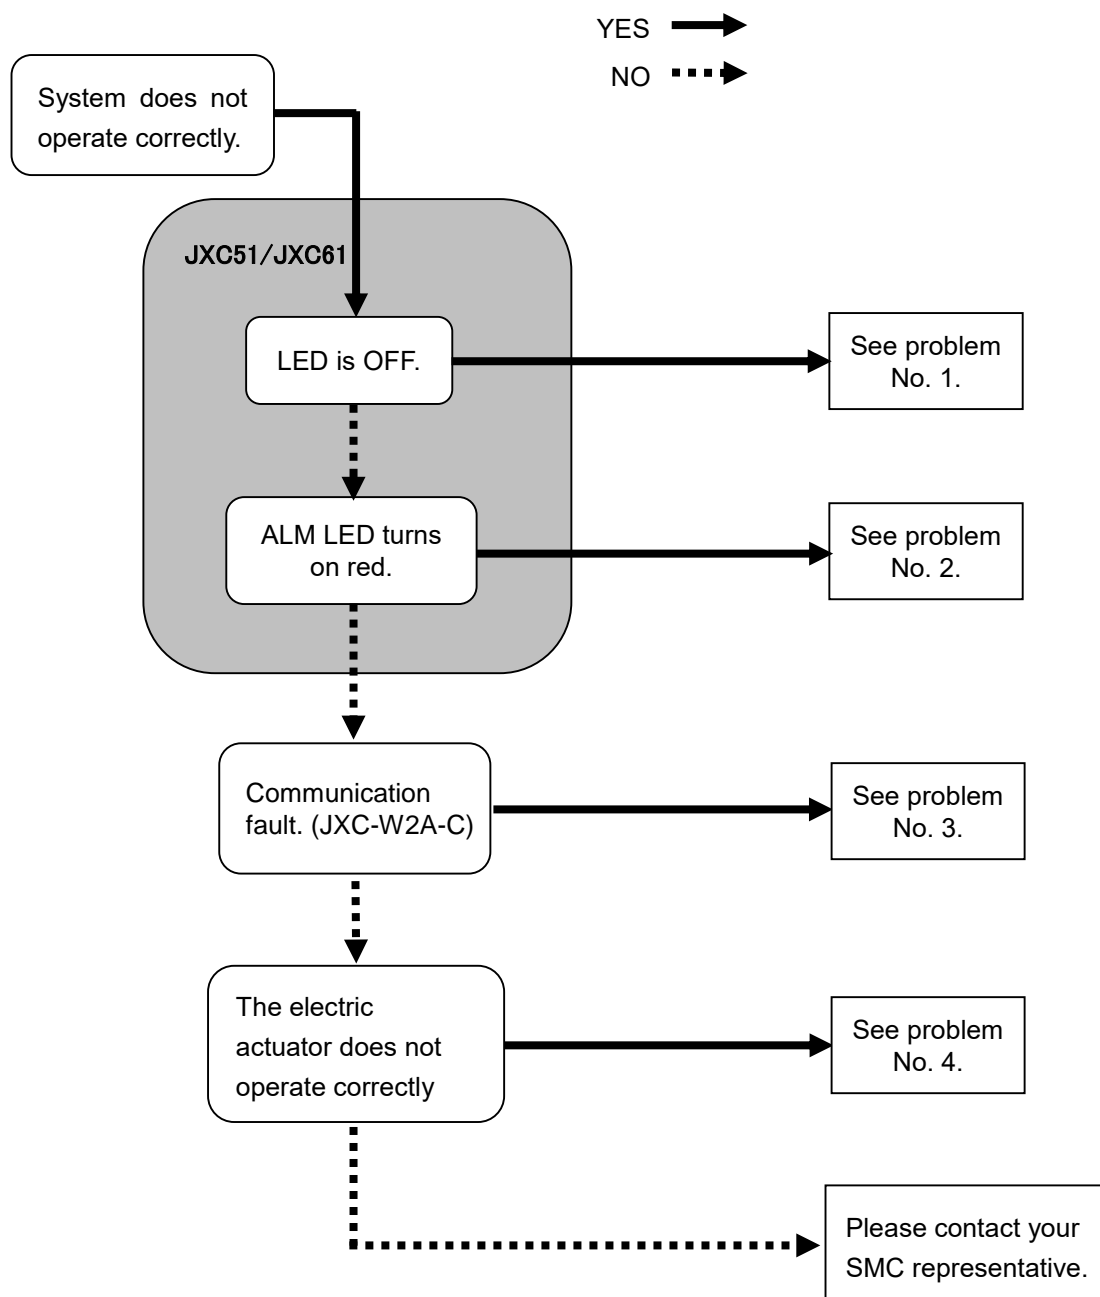 YES
NO
System does not
operate correctly.
JXC51/JXC61
LED is OFF.
See problem
No. 1.
ALM LED turns
on red.
See problem
No. 2.
Communication
fault. (JXC-W2A-C)
See problem
No. 3.
The electric
actuator does not
operate correctly
See problem
No. 4.
Please contact your
SMC representative.